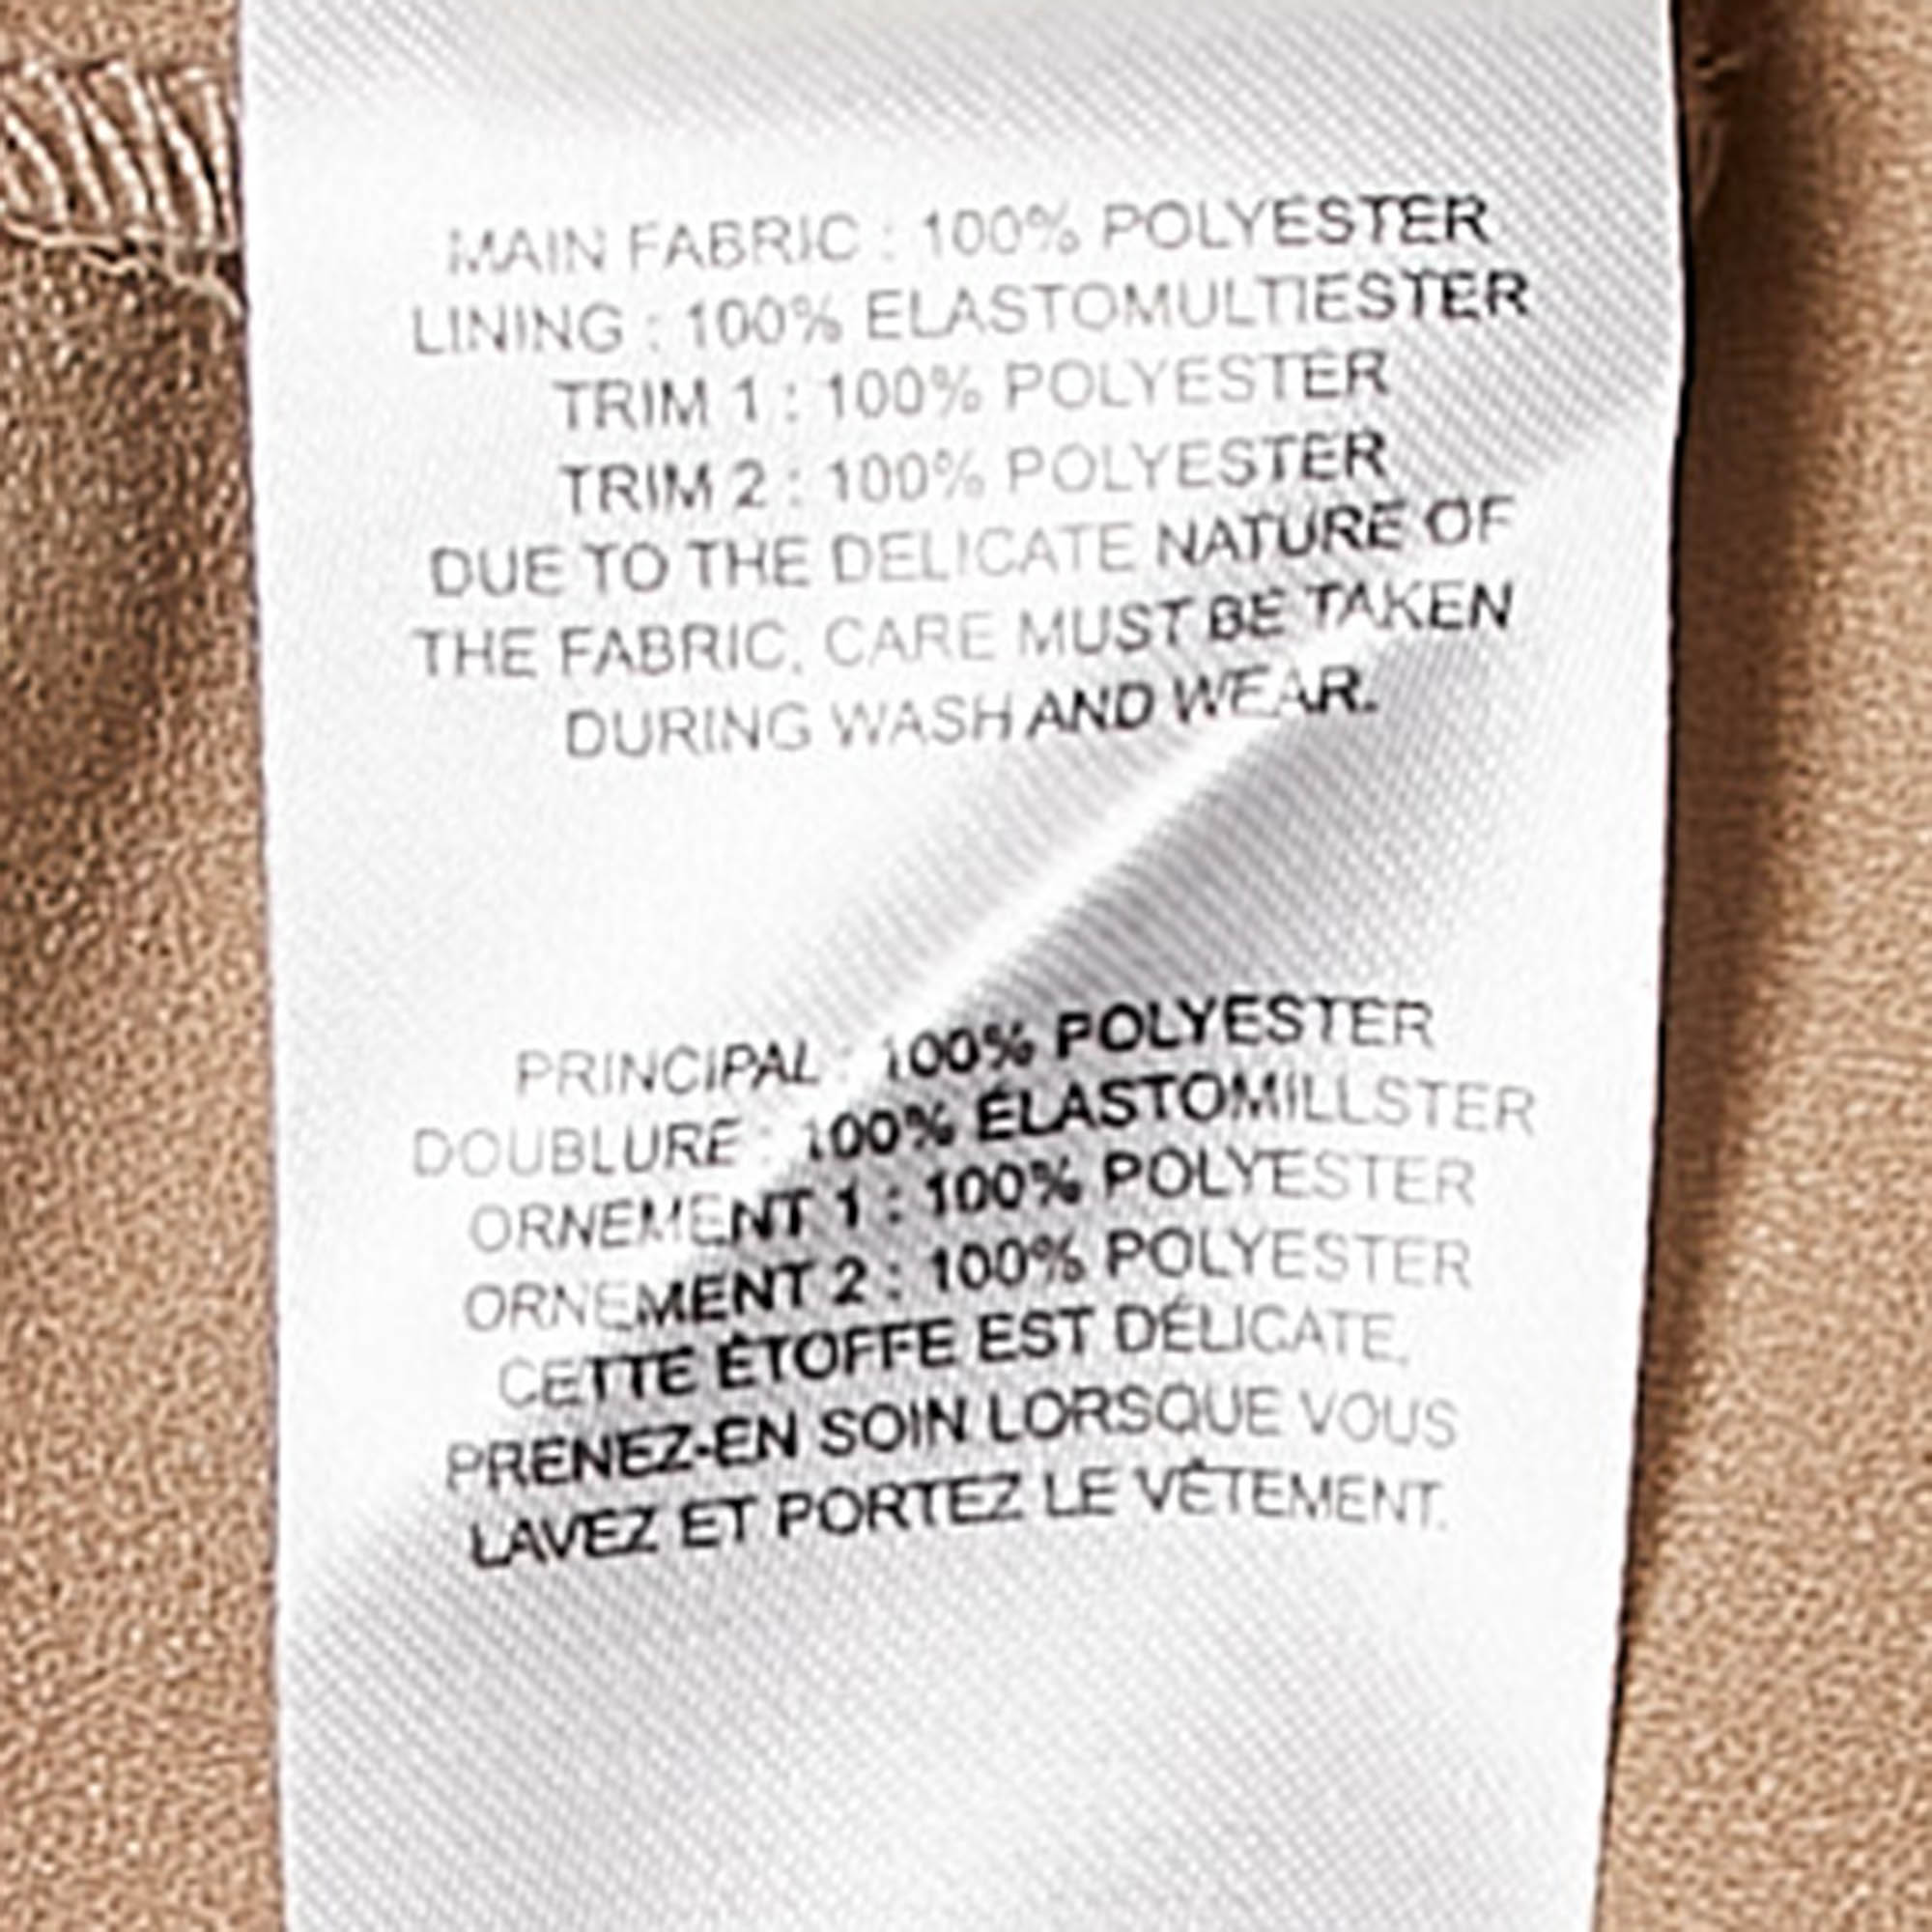 MAIN FABRIC : 100% POLYESTER
LINING : 100% ELASTOMULTIESTER
TRIM 1 : 100% POLYESTER
TRIM 2 : 100% POLYESTER
DUE TO THE DELICATE NATURE OF
THE FABRIC, CARE MUST BE TAKEN
DURING WASH AND WEAR.
PRINCIPAL : 100% POLYESTER
DOUBLURE : 100% ÉLASTOMILLSTER
ORNEMENT 1 : 100% POLYESTER
ORNEMENT 2 : 100% POLYESTER
CETTE ÉTOFFE EST DÉLICATE,
PRENEZ-EN SOIN LORSQUE VOUS
LAVEZ ET PORTEZ LE VÊTEMENT.